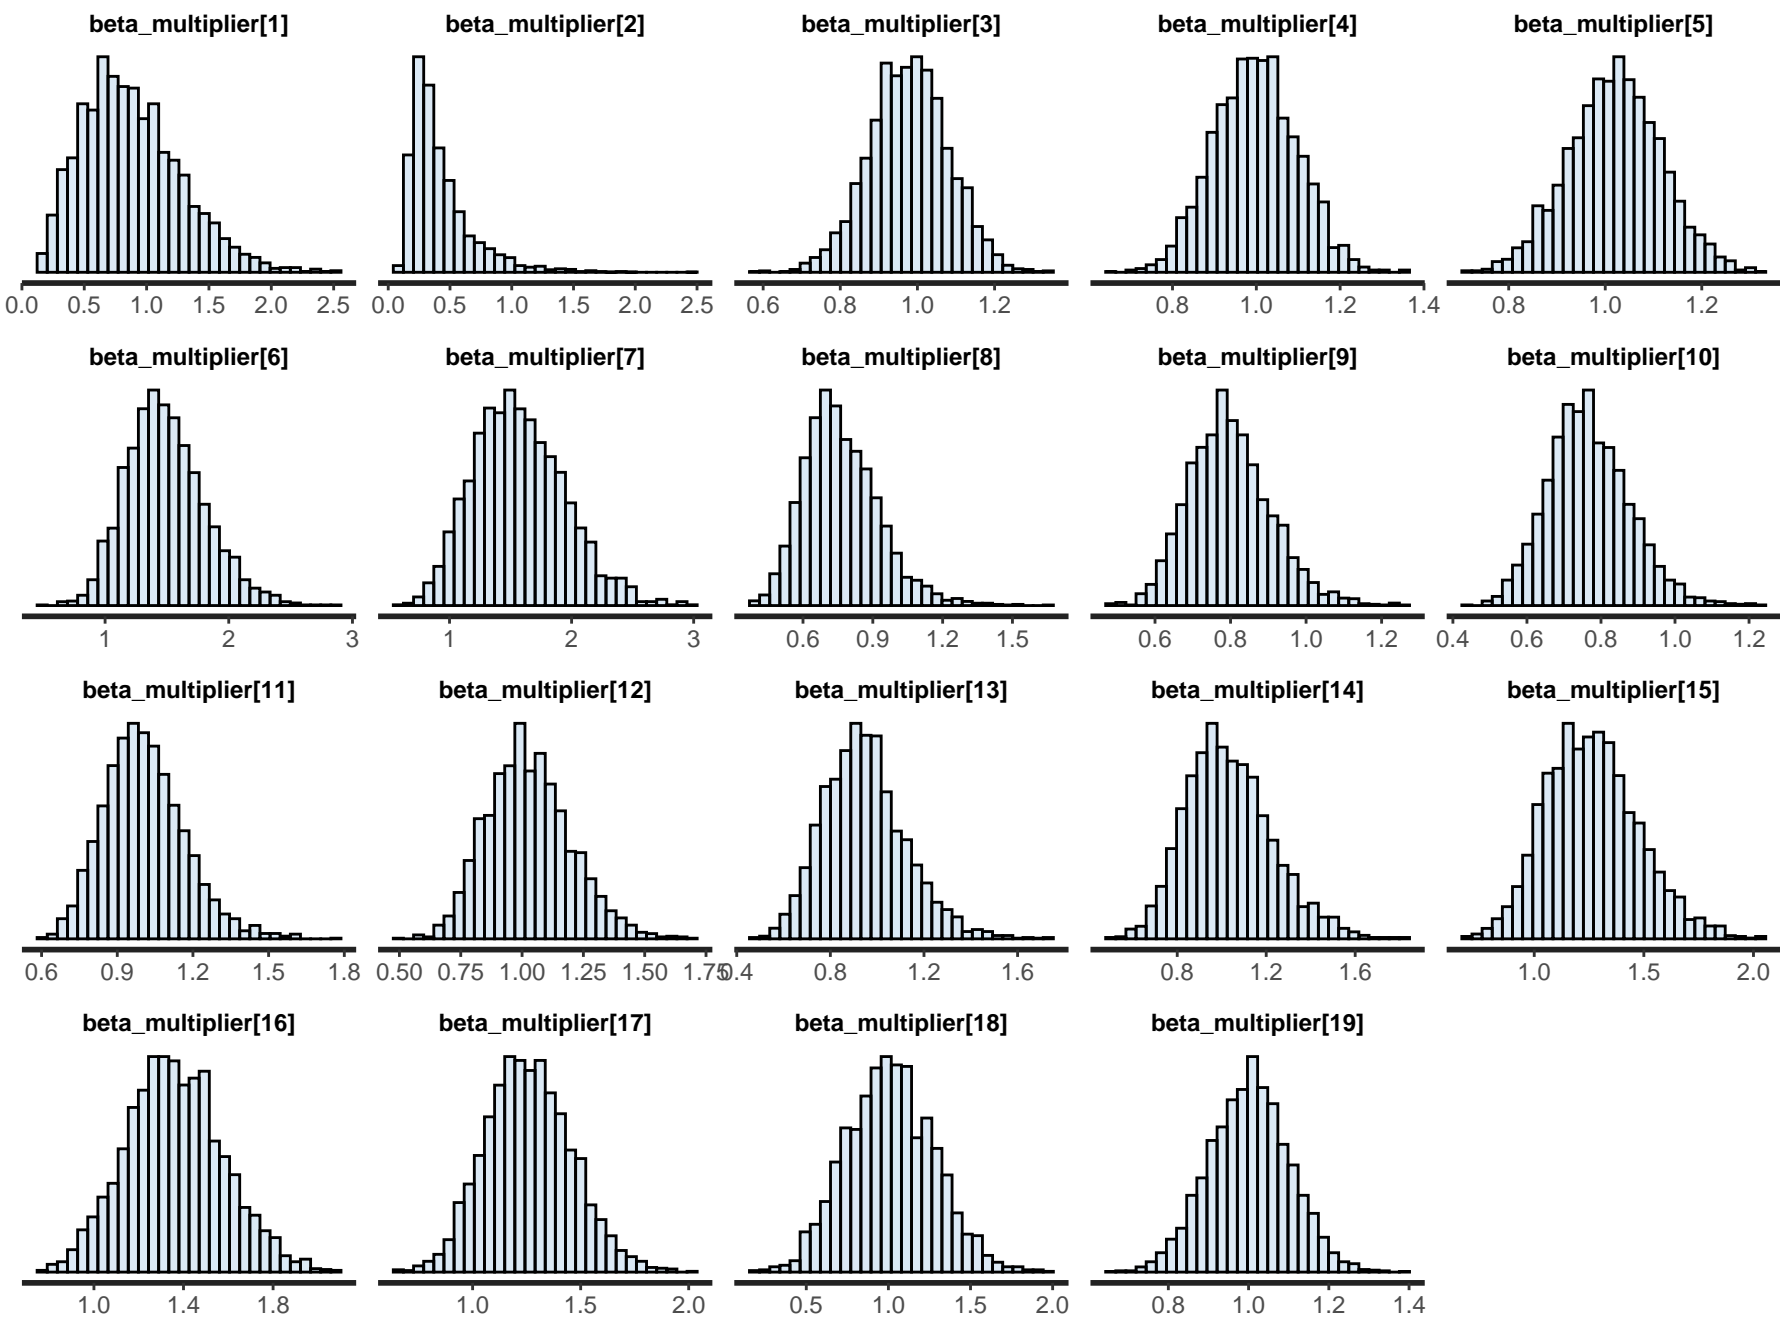 beta_multiplier[1] beta_multiplier[2] beta_multiplier[3] beta_multiplier[4] beta_multiplier[5]
0.0 0.5 1.0 1.5 2.0 2.5 0.0 0.5 1.0 1.5 2.0 2.5 0.6 0.8 1.0 1.2 0.8 1.0 1.2 1.4 0.8 1.0 1.2
beta_multiplier[6] beta_multiplier[7] beta_multiplier[8] beta_multiplier[9] beta_multiplier[10]
1 2 3 1 2 3 0.6 0.9 1.2 1.5 0.6 0.8 1.0 1.2 0.4 0.6 0.8 1.0 1.2
beta_multiplier[11] beta_multiplier[12] beta_multiplier[13] beta_multiplier[14] beta_multiplier[15]
0.6 0.9 1.2 1.5 1.8 0.50 0.75 1.00 1.25 1.50 1.75 0.4 0.8 1.2 1.6 0.8 1.2 1.6 1.0 1.5 2.0
beta_multiplier[16] beta_multiplier[17] beta_multiplier[18] beta_multiplier[19]
1.0 1.4 1.8 1.0 1.5 2.0 0.5 1.0 1.5 2.0 0.8 1.0 1.2 1.4